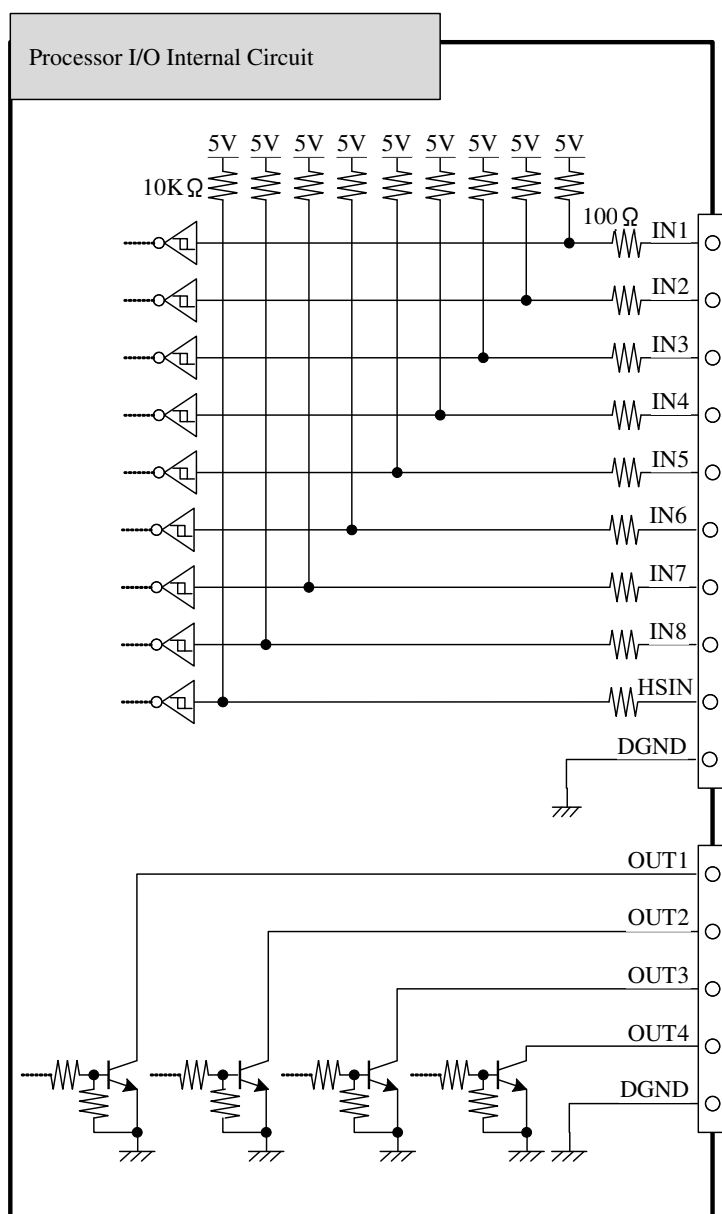 Processor I/O Internal Circuit
5V 5V 5V 5V 5V 5V 5V 5V 5V
10KΩ
100Ω
IN1
IN2
IN3
IN4
IN5
IN6
IN7
IN8
HSIN
DGND
OUT1
OUT2
OUT3
OUT4
DGND